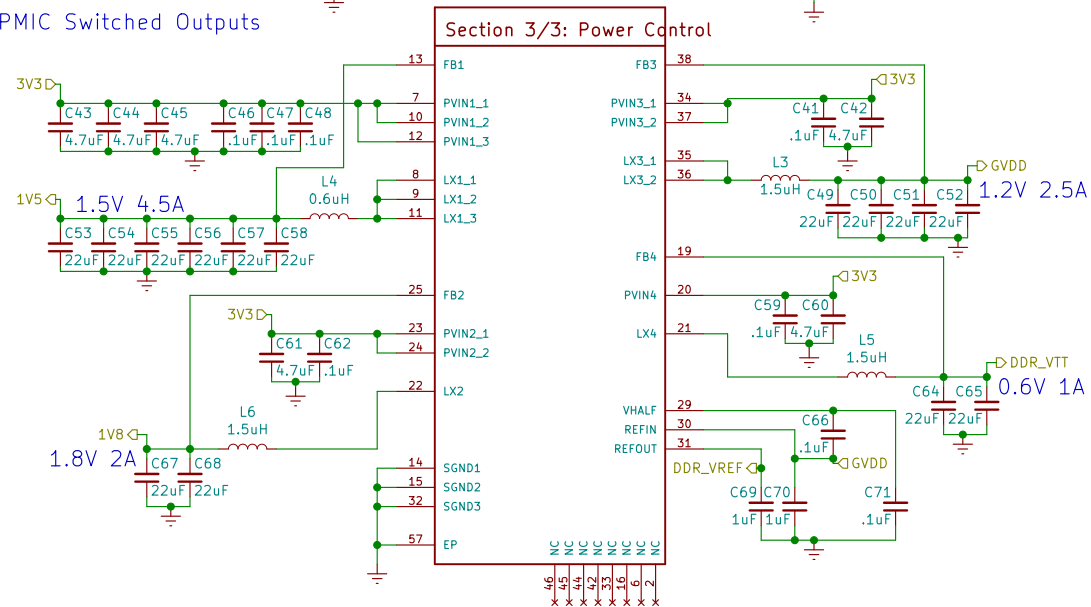 PMIC Switched Outputs
Section 3/3: Power Control
13 FB1
7 PVIN1_1
10 PVIN1_2
12 PVIN1_3
8 LX1_1
9 LX1_2
11 LX1_3
25 FB2
23 PVIN2_1
24 PVIN2_2
22 LX2
14 SGND1
15 SGND2
32 SGND3
57 EP
FB3 38
PVIN3_1 34
PVIN3_2 37
LX3_1 35
LX3_2 36
FB4 19
PVIN4 20
LX4 21
VHALF 29
REFIN 30
REFOUT 31
NC NC NC NC NC NC NC NC
46 45 44 42 33 16 6 2
3V3
C43 C44 C45 C46 C47 C48
4.7uF 4.7uF 4.7uF .1uF .1uF .1uF
1V5
1.5V 4.5A
L4
0.6uH
C53 C54 C55 C56 C57 C58
22uF 22uF 22uF 22uF 22uF 22uF
3V3
C61 C62
4.7uF .1uF
L6
1.5uH
1V8
1.8V 2A
C67 C68
22uF 22uF
3V3
C41 C42
.1uF 4.7uF
L3
1.5uH
GVDD
1.2V 2.5A
C49 C50 C51 C52
22uF 22uF 22uF 22uF
3V3
C59 C60
.1uF 4.7uF
L5
1.5uH
DDR_VTT
0.6V 1A
C64 C65
22uF 22uF
C66
.1uF
GVDD
DDR_VREF
C69 C70 C71
1uF 1uF .1uF